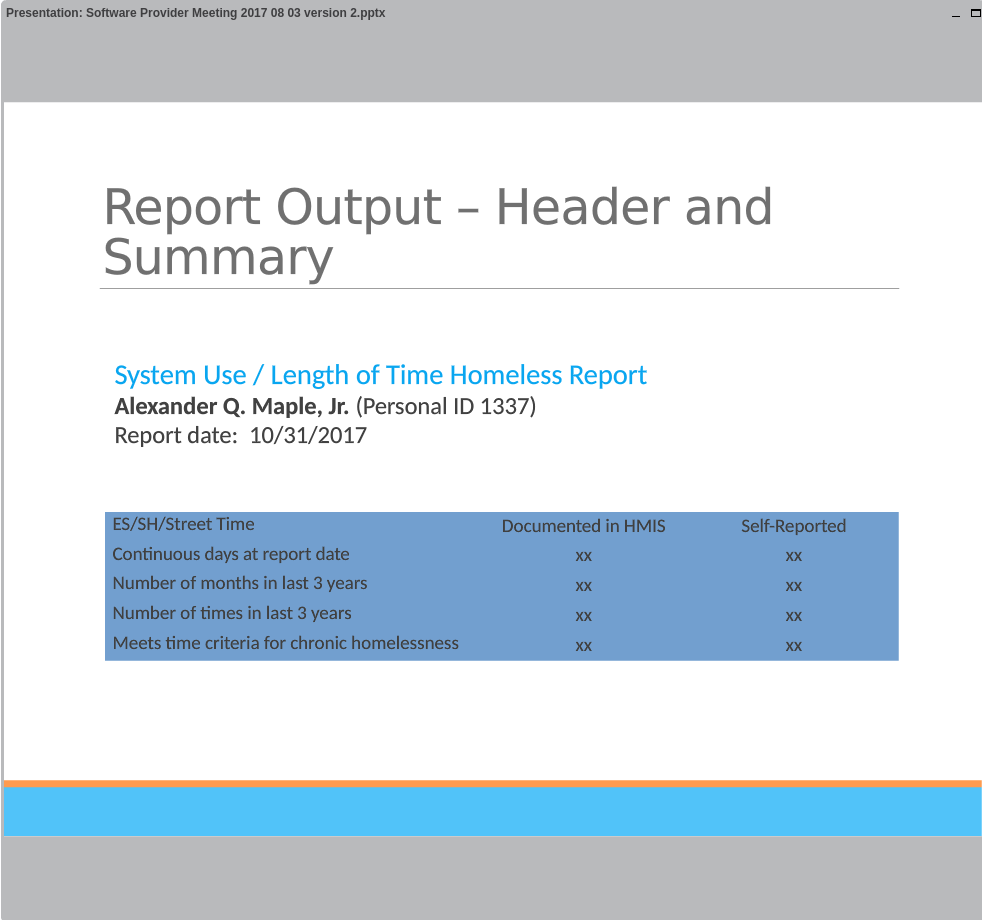 Presentation: Software Provider Meeting 2017 08 03 version 2.pptx
Report Output – Header and
Summary
System Use / Length of Time Homeless Report
Alexander Q. Maple, Jr. (Personal ID 1337)
Report date:  10/31/2017
ES/SH/Street Time Documented in HMIS Self-Reported
Continuous days at report date xx xx
Number of months in last 3 years xx xx
Number of times in last 3 years xx xx
Meets time criteria for chronic homelessness xx xx